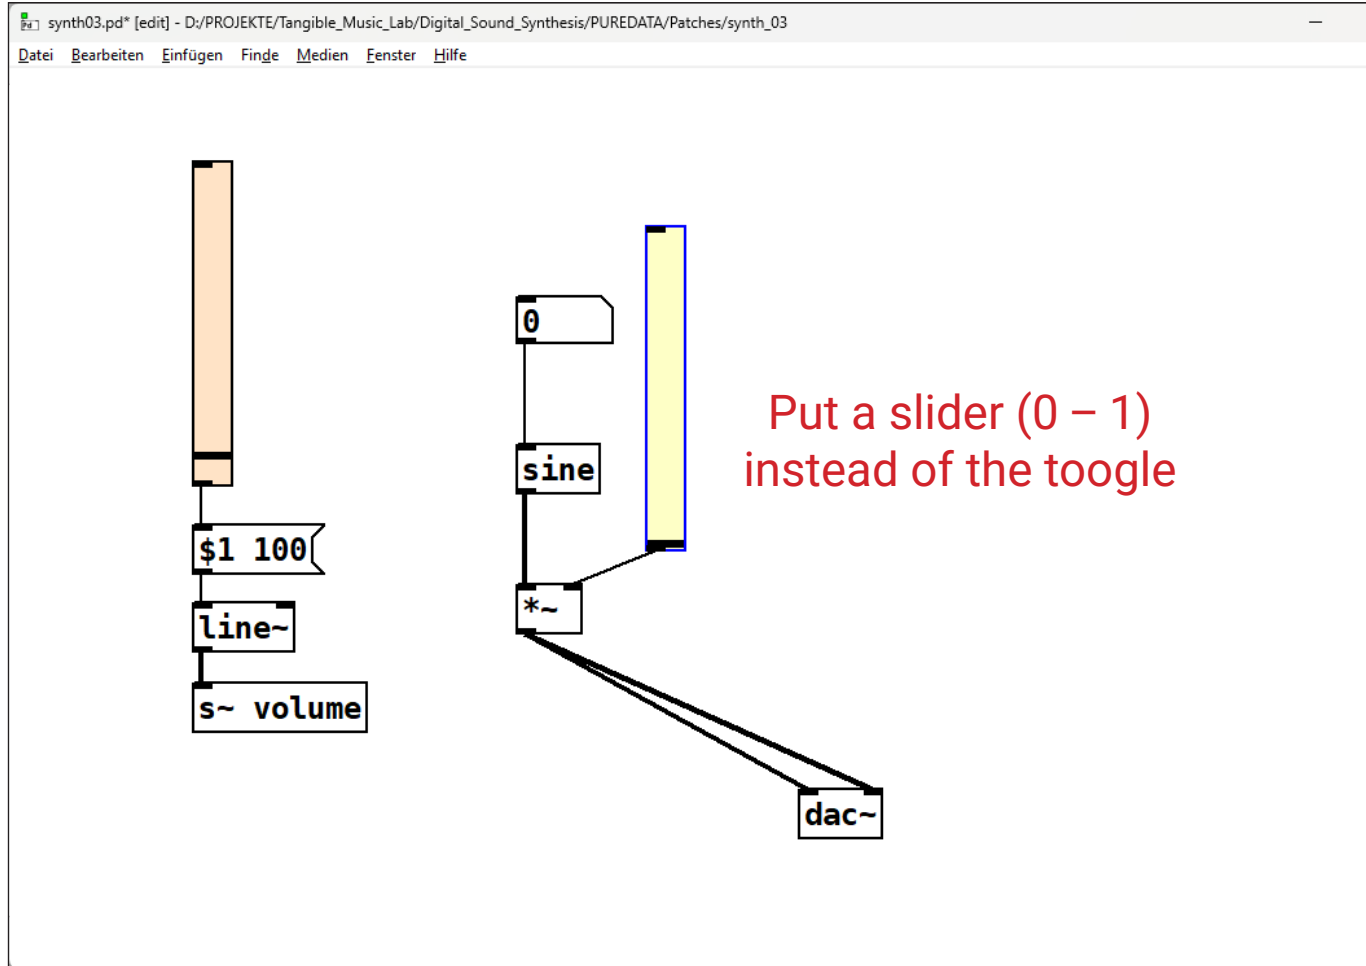 synth03.pd* [edit] - D:/PROJEKTE/Tangible_Music_Lab/Digital_Sound_Synthesis/PUREDATA/Patches/synth_03
Datei Bearbeiten Einfügen Finde Medien Fenster Hilfe
0
Put a slider (0 – 1)
instead of the toogle
sine
$1 100
*~
line~
s~ volume
dac~